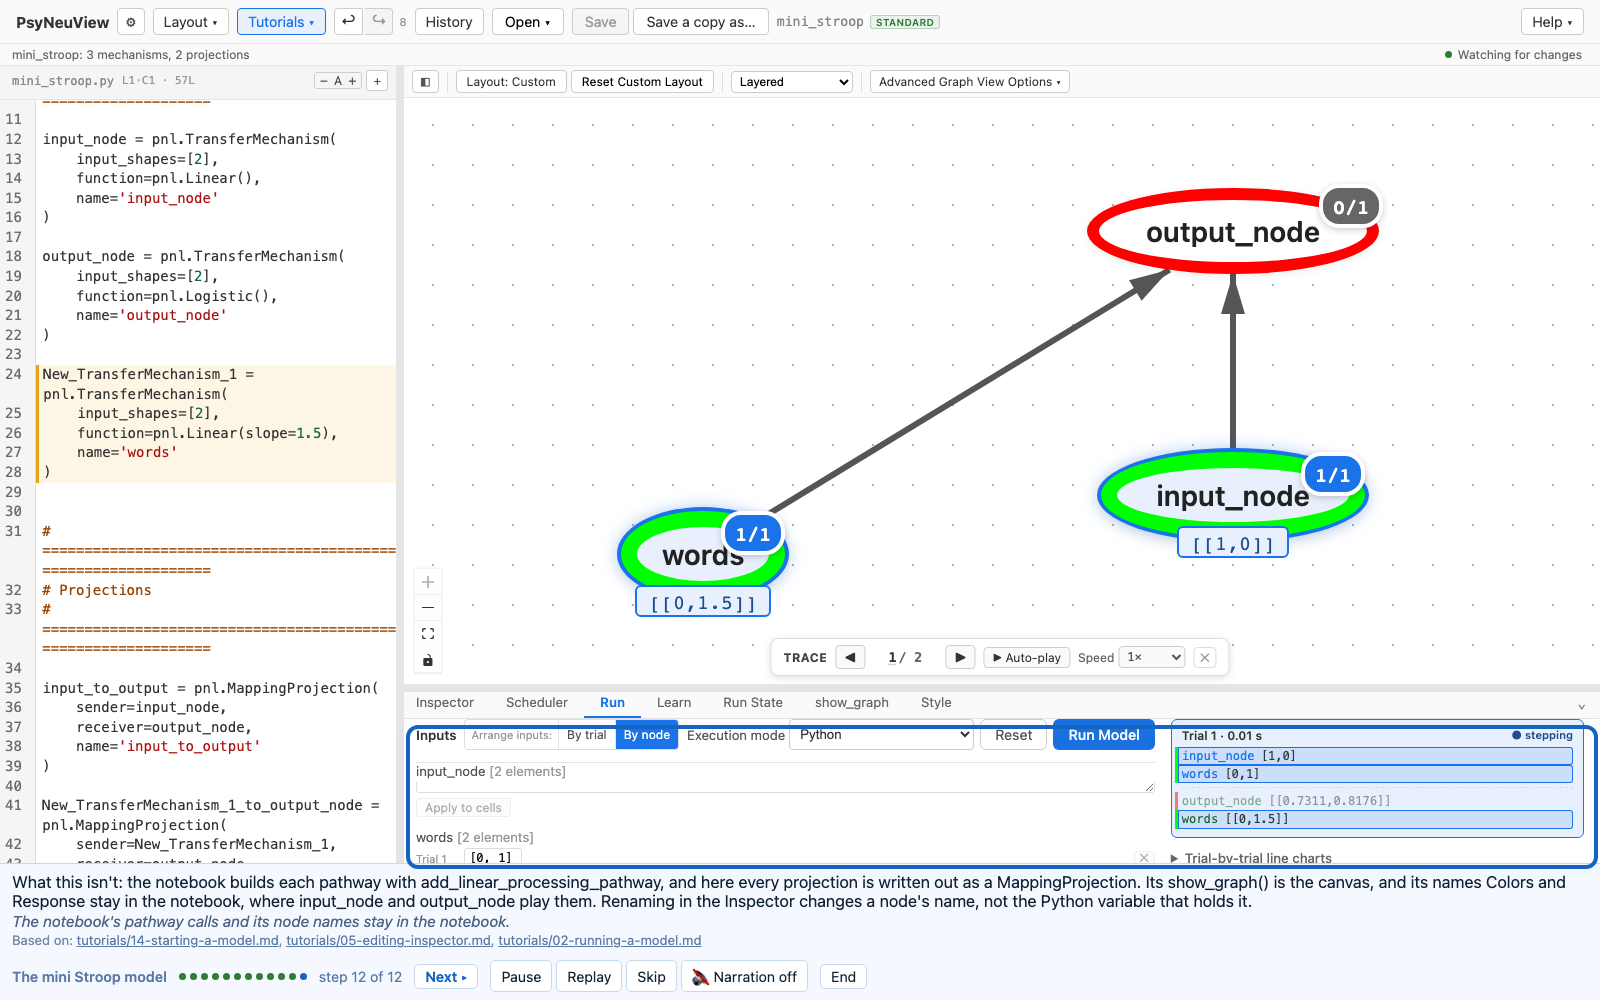 PsyNeuView ⚙ Layout ▾ Tutorials ▾ ↩ ↪ 8 History Open ▾ Save Save a copy as... mini_stroop STANDARD Help ▾
mini_stroop: 3 mechanisms, 2 projections
Watching for changes
mini_stroop.py L1:C1 · 57L − A + +
Layout: Custom Reset Custom Layout Layered Advanced Graph View Options ▾
====================
11
12 input_node = pnl.TransferMechanism(
13 input_shapes=[2],
14 function=pnl.Linear(),
15 name='input_node'
16 )
17
18 output_node = pnl.TransferMechanism(
19 input_shapes=[2],
20 function=pnl.Logistic(),
21 name='output_node'
22 )
23
24 New_TransferMechanism_1 =
pnl.TransferMechanism(
25 input_shapes=[2],
26 function=pnl.Linear(slope=1.5),
27 name='words'
28 )
29
30
31 #
==========================================
====================
32 # Projections
33 #
==========================================
====================
34
35 input_to_output = pnl.MappingProjection(
36 sender=input_node,
37 receiver=output_node,
38 name='input_to_output'
39 )
40
41 New_TransferMechanism_1_to_output_node =
pnl.MappingProjection(
42 sender=New_TransferMechanism_1,
43 receiver=output_node,
output_node
0/1
input_node
1/1
[[1,0]]
words
1/1
[[0,1.5]]
TRACE ◀ 1 / 2 ▶ ▶ Auto-play Speed 1× ✕
Inspector Scheduler Run Learn Run State show_graph Style
Inputs Arrange inputs: By trial By node Execution mode Python Reset Run Model
input_node [2 elements]
Apply to cells
words [2 elements]
Trial 1 [0, 1] ✕
Trial 1 · 0.01 s stepping
input_node [1,0]
words [0,1]
output_node [[0.7311,0.8176]]
words [[0,1.5]]
▶ Trial-by-trial line charts
What this isn't: the notebook builds each pathway with add_linear_processing_pathway, and here every projection is written out as a MappingProjection. Its show_graph() is the canvas, and its names Colors and
Response stay in the notebook, where input_node and output_node play them. Renaming in the Inspector changes a node's name, not the Python variable that holds it.
The notebook's pathway calls and its node names stay in the notebook.
Based on: tutorials/14-starting-a-model.md, tutorials/05-editing-inspector.md, tutorials/02-running-a-model.md
The mini Stroop model step 12 of 12 Next ▸ Pause Replay Skip Narration off End